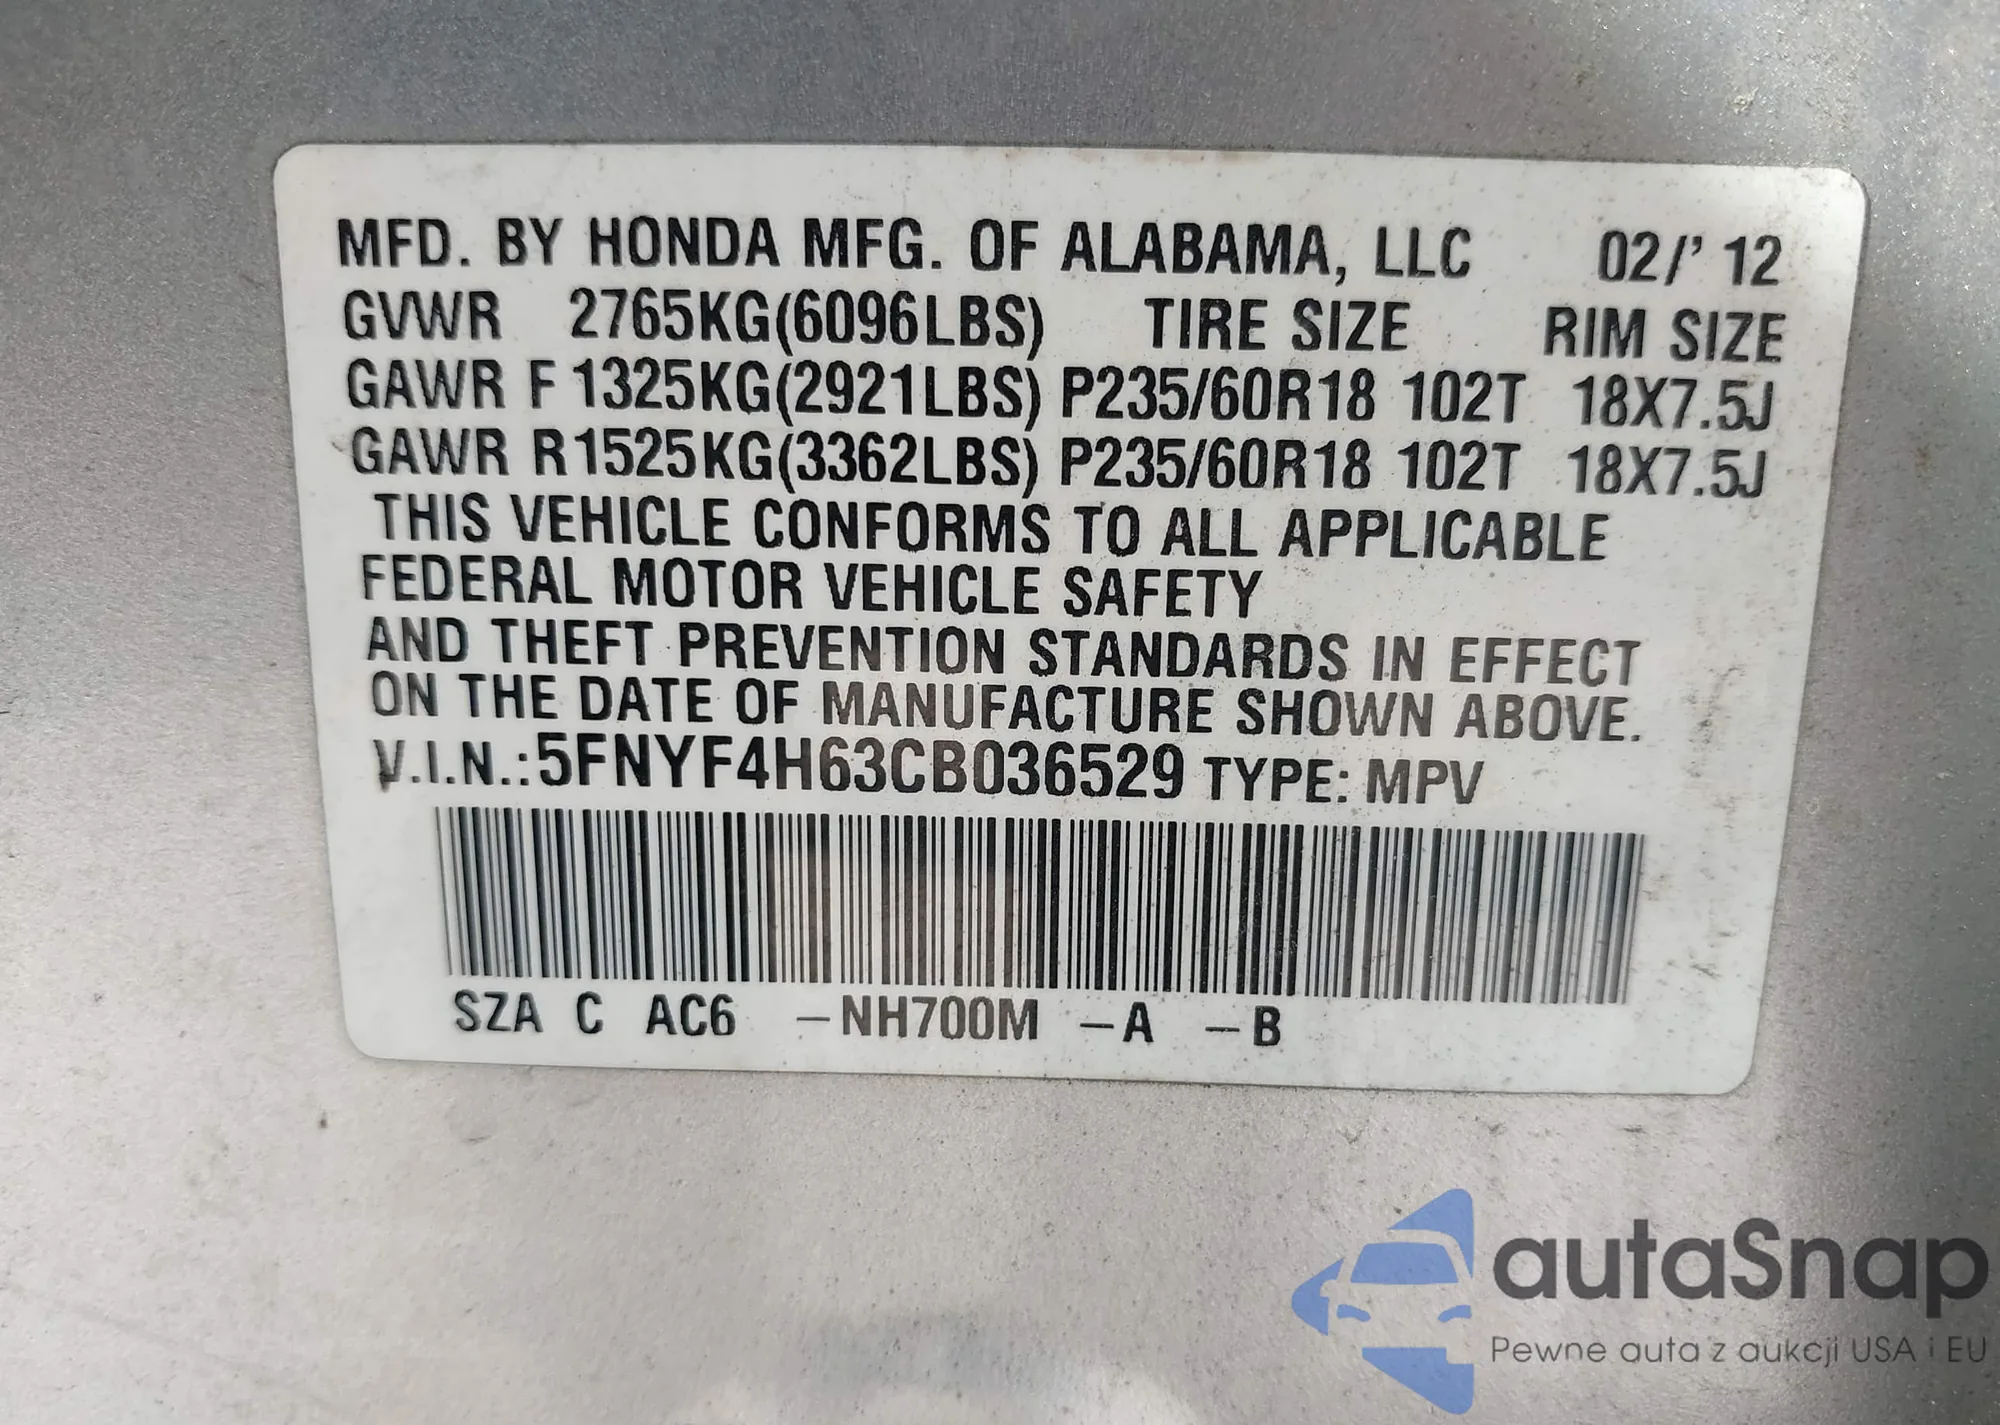 MFD. BY HONDA MFG. OF ALABAMA, LLC 02/' 12
GVWR 2765KG(6096LBS) TIRE SIZE RIM SIZE
GAWR F 1325KG(2921LBS) P235/60R18 102T 18X7.5J
GAWR R1525KG(3362LBS) P235/60R18 102T 18X7.5J
THIS VEHICLE CONFORMS TO ALL APPLICABLE
FEDERAL MOTOR VEHICLE SAFETY
AND THEFT PREVENTION STANDARDS IN EFFECT
ON THE DATE OF MANUFACTURE SHOWN ABOVE.
V.I.N.:5FNYF4H63CB036529 TYPE: MPV
SZA C AC6 –NH700M –A –B
autaSnap
Pewne auta z aukcji USA i EU